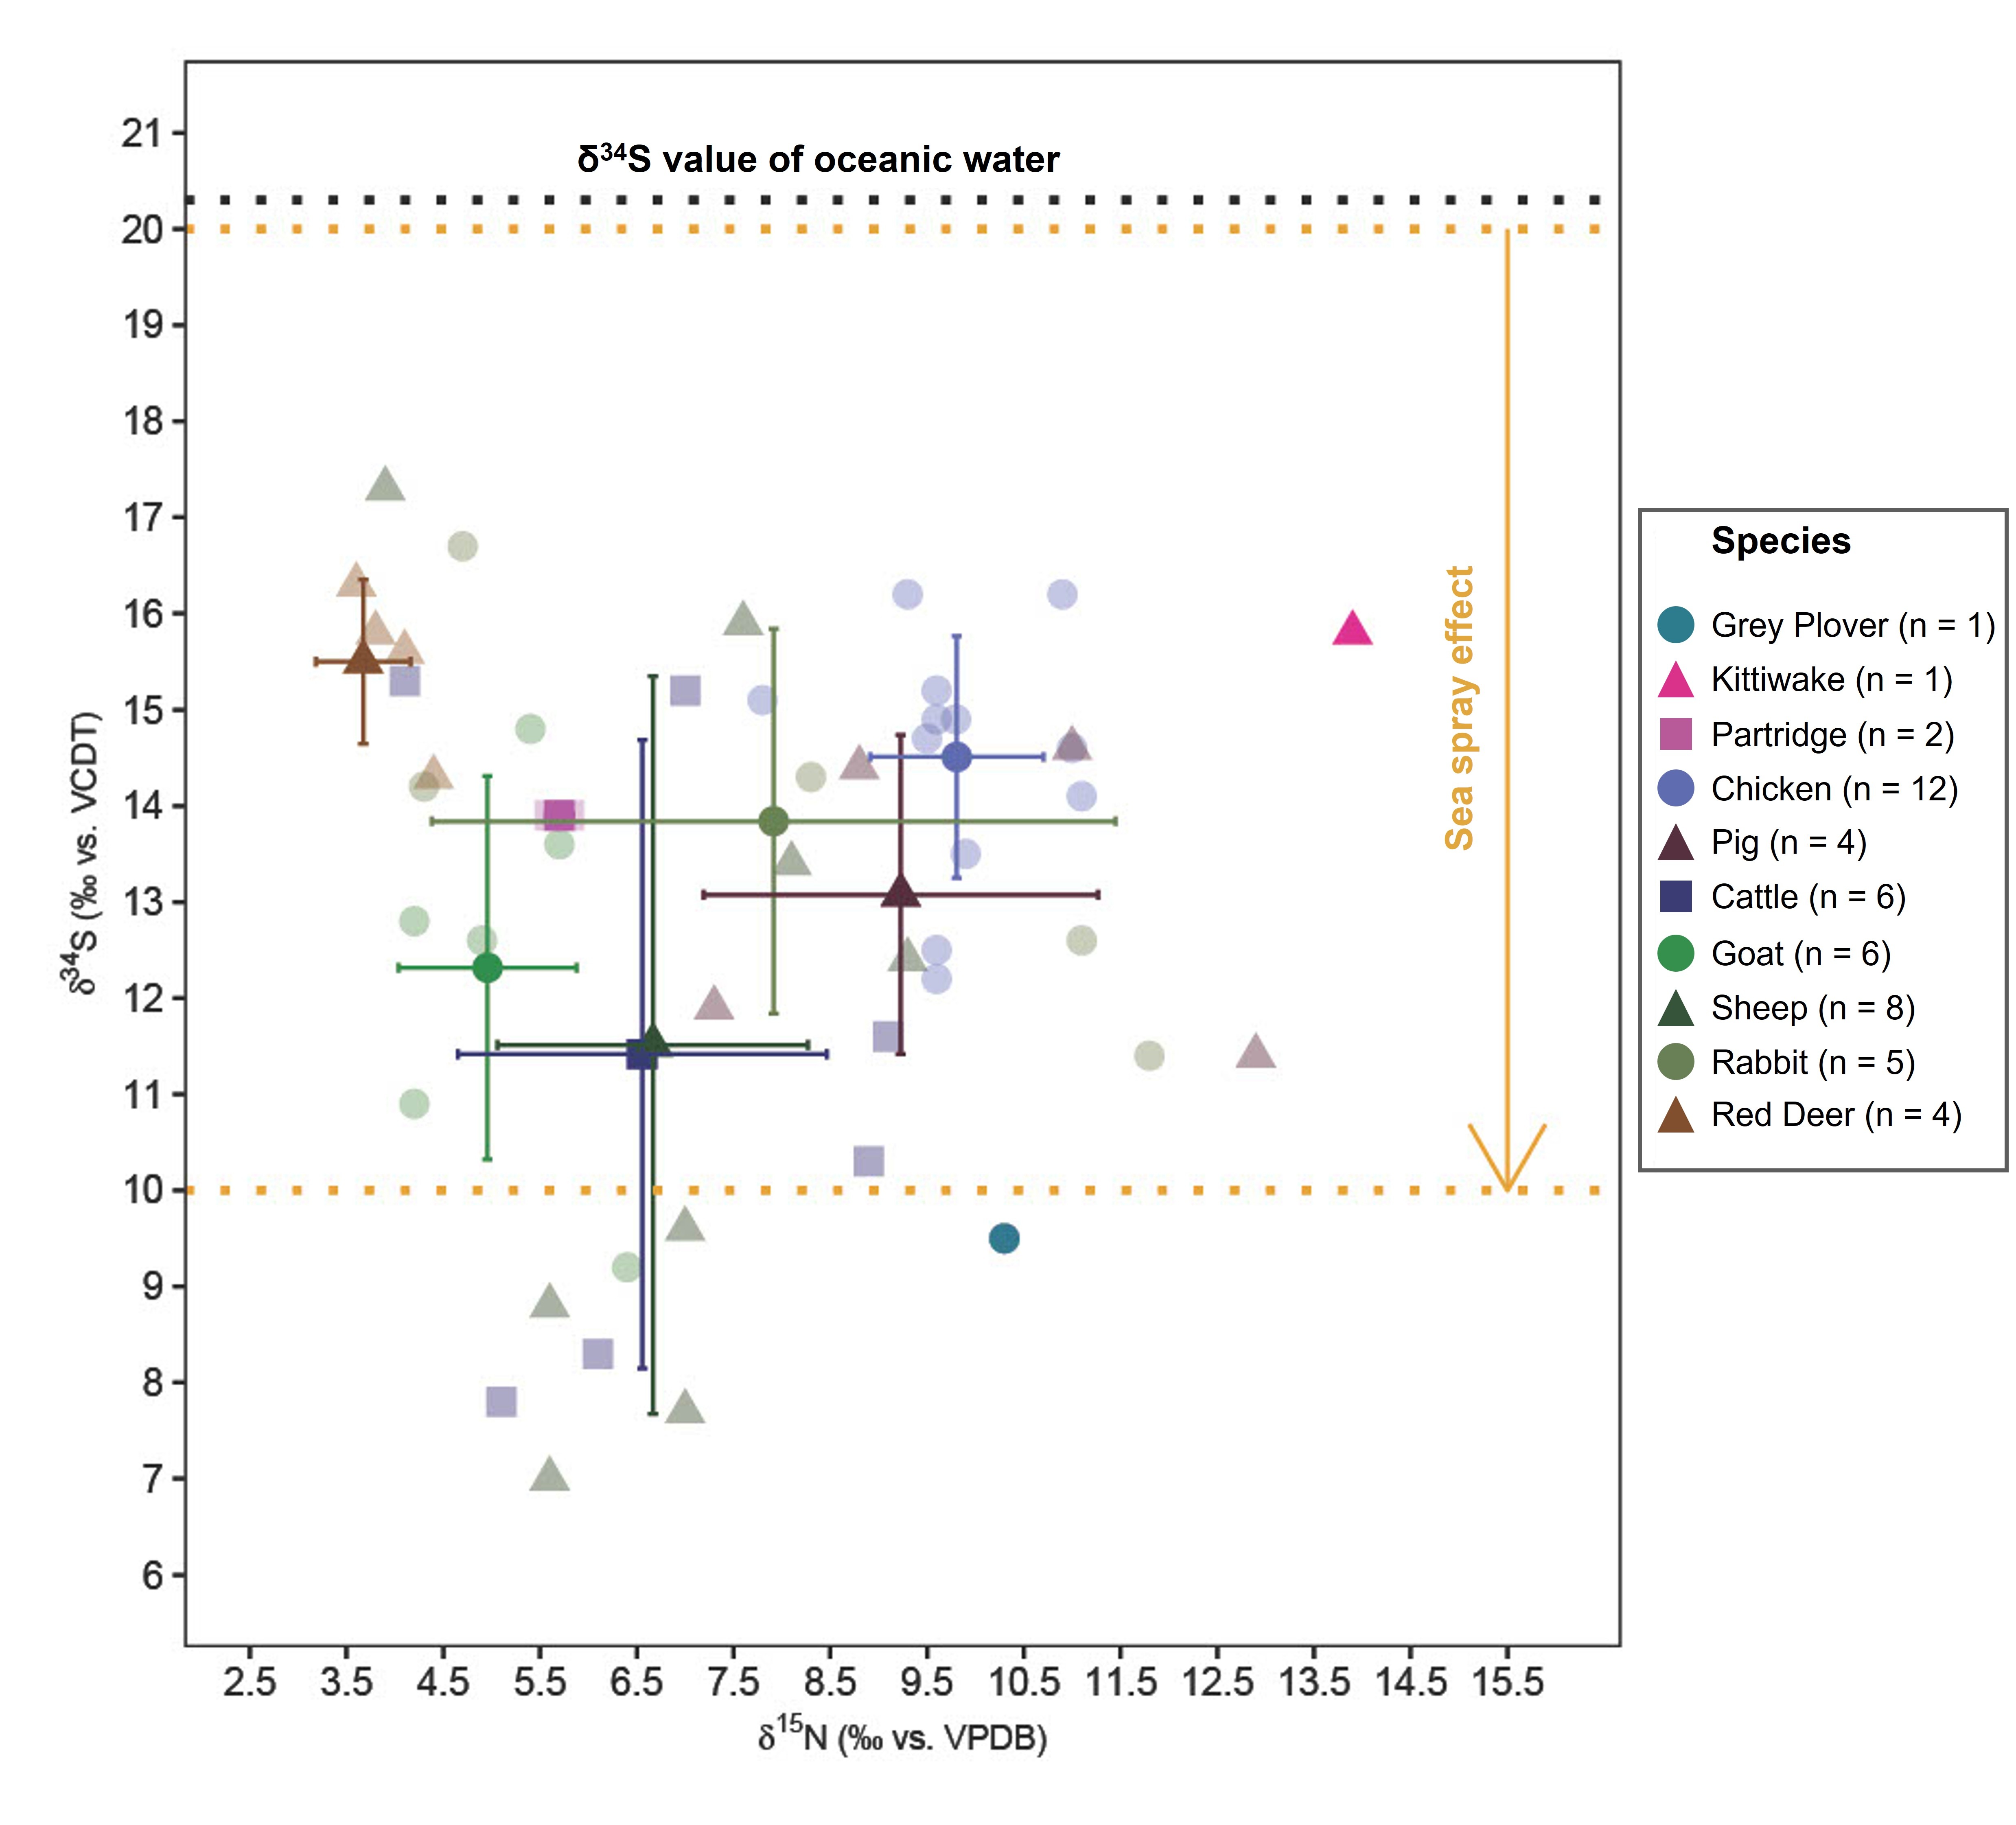 δ³⁴S value of oceanic water
21
20
19
18
17
16
15
14
13
12
11
10
9
8
7
6
δ³⁴S (‰ vs. VCDT)
2.5 3.5 4.5 5.5 6.5 7.5 8.5 9.5 10.5 11.5 12.5 13.5 14.5 15.5
δ¹⁵N (‰ vs. VPDB)
Sea spray effect
Species
Grey Plover (n = 1)
Kittiwake (n = 1)
Partridge (n = 2)
Chicken (n = 12)
Pig (n = 4)
Cattle (n = 6)
Goat (n = 6)
Sheep (n = 8)
Rabbit (n = 5)
Red Deer (n = 4)